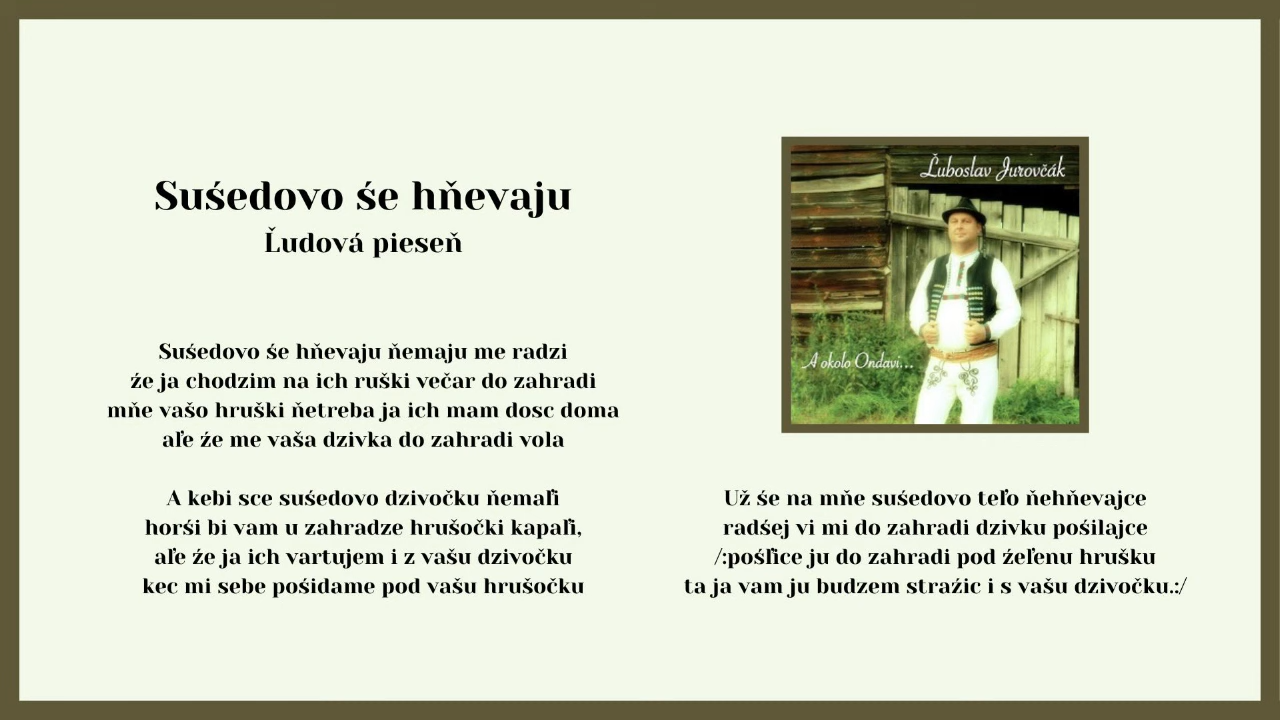 Suśedovo śe hňevaju
Ľudová pieseň
Suśedovo śe hňevaju ňemaju me radzi
źe ja chodzim na ich ruški večar do zahradi
mňe vašo hruški ňetreba ja ich mam dosc doma
aľe źe me vaša dzivka do zahradi vola
A kebi sce suśedovo dzivočku ňemaľi
horśi bi vam u zahradze hrušočki kapaľi,
aľe źe ja ich vartujem i z vašu dzivočku
kec mi sebe pośidame pod vašu hrušočku
Ľuboslav Jurovčák
A okolo Ondavi...
Už śe na mňe suśedovo teľo ňehňevajce
radśej vi mi do zahradi dzivku pośilajce
/:pośľice ju do zahradi pod źeľenu hrušku
ta ja vam ju budzem straźic i s vašu dzivočku.:/